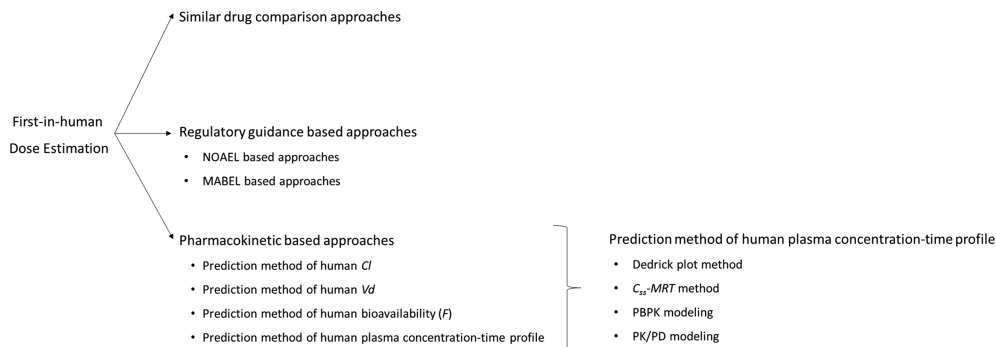 Similar drug comparison approaches
First-in-human
Dose Estimation
Regulatory guidance based approaches
• NOAEL based approaches
• MABEL based approaches
Pharmacokinetic based approaches
• Prediction method of human Cl
• Prediction method of human Vd
• Prediction method of human bioavailability (F)
• Prediction method of human plasma concentration-time profile
Prediction method of human plasma concentration-time profile
• Dedrick plot method
• Css-MRT method
• PBPK modeling
• PK/PD modeling